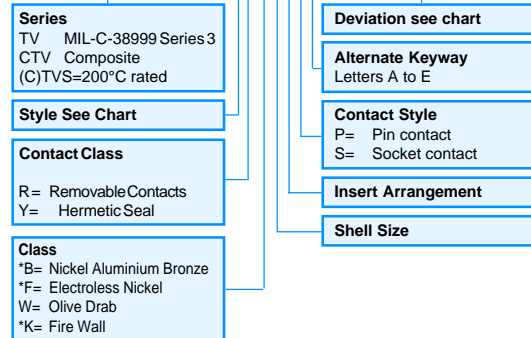 Series
TV MIL-C-38999 Series 3
CTV Composite
(C)TVS=200°C rated
Style See Chart
Contact Class
R= Removable Contacts
Y= Hermetic Seal
Class
*B= Nickel Aluminium Bronze
*F= Electroless Nickel
W= Olive Drab
*K= Fire Wall
Deviation see chart
Alternate Keyway
Letters A to E
Contact Style
P= Pin contact
S= Socket contact
Insert Arrangement
Shell Size